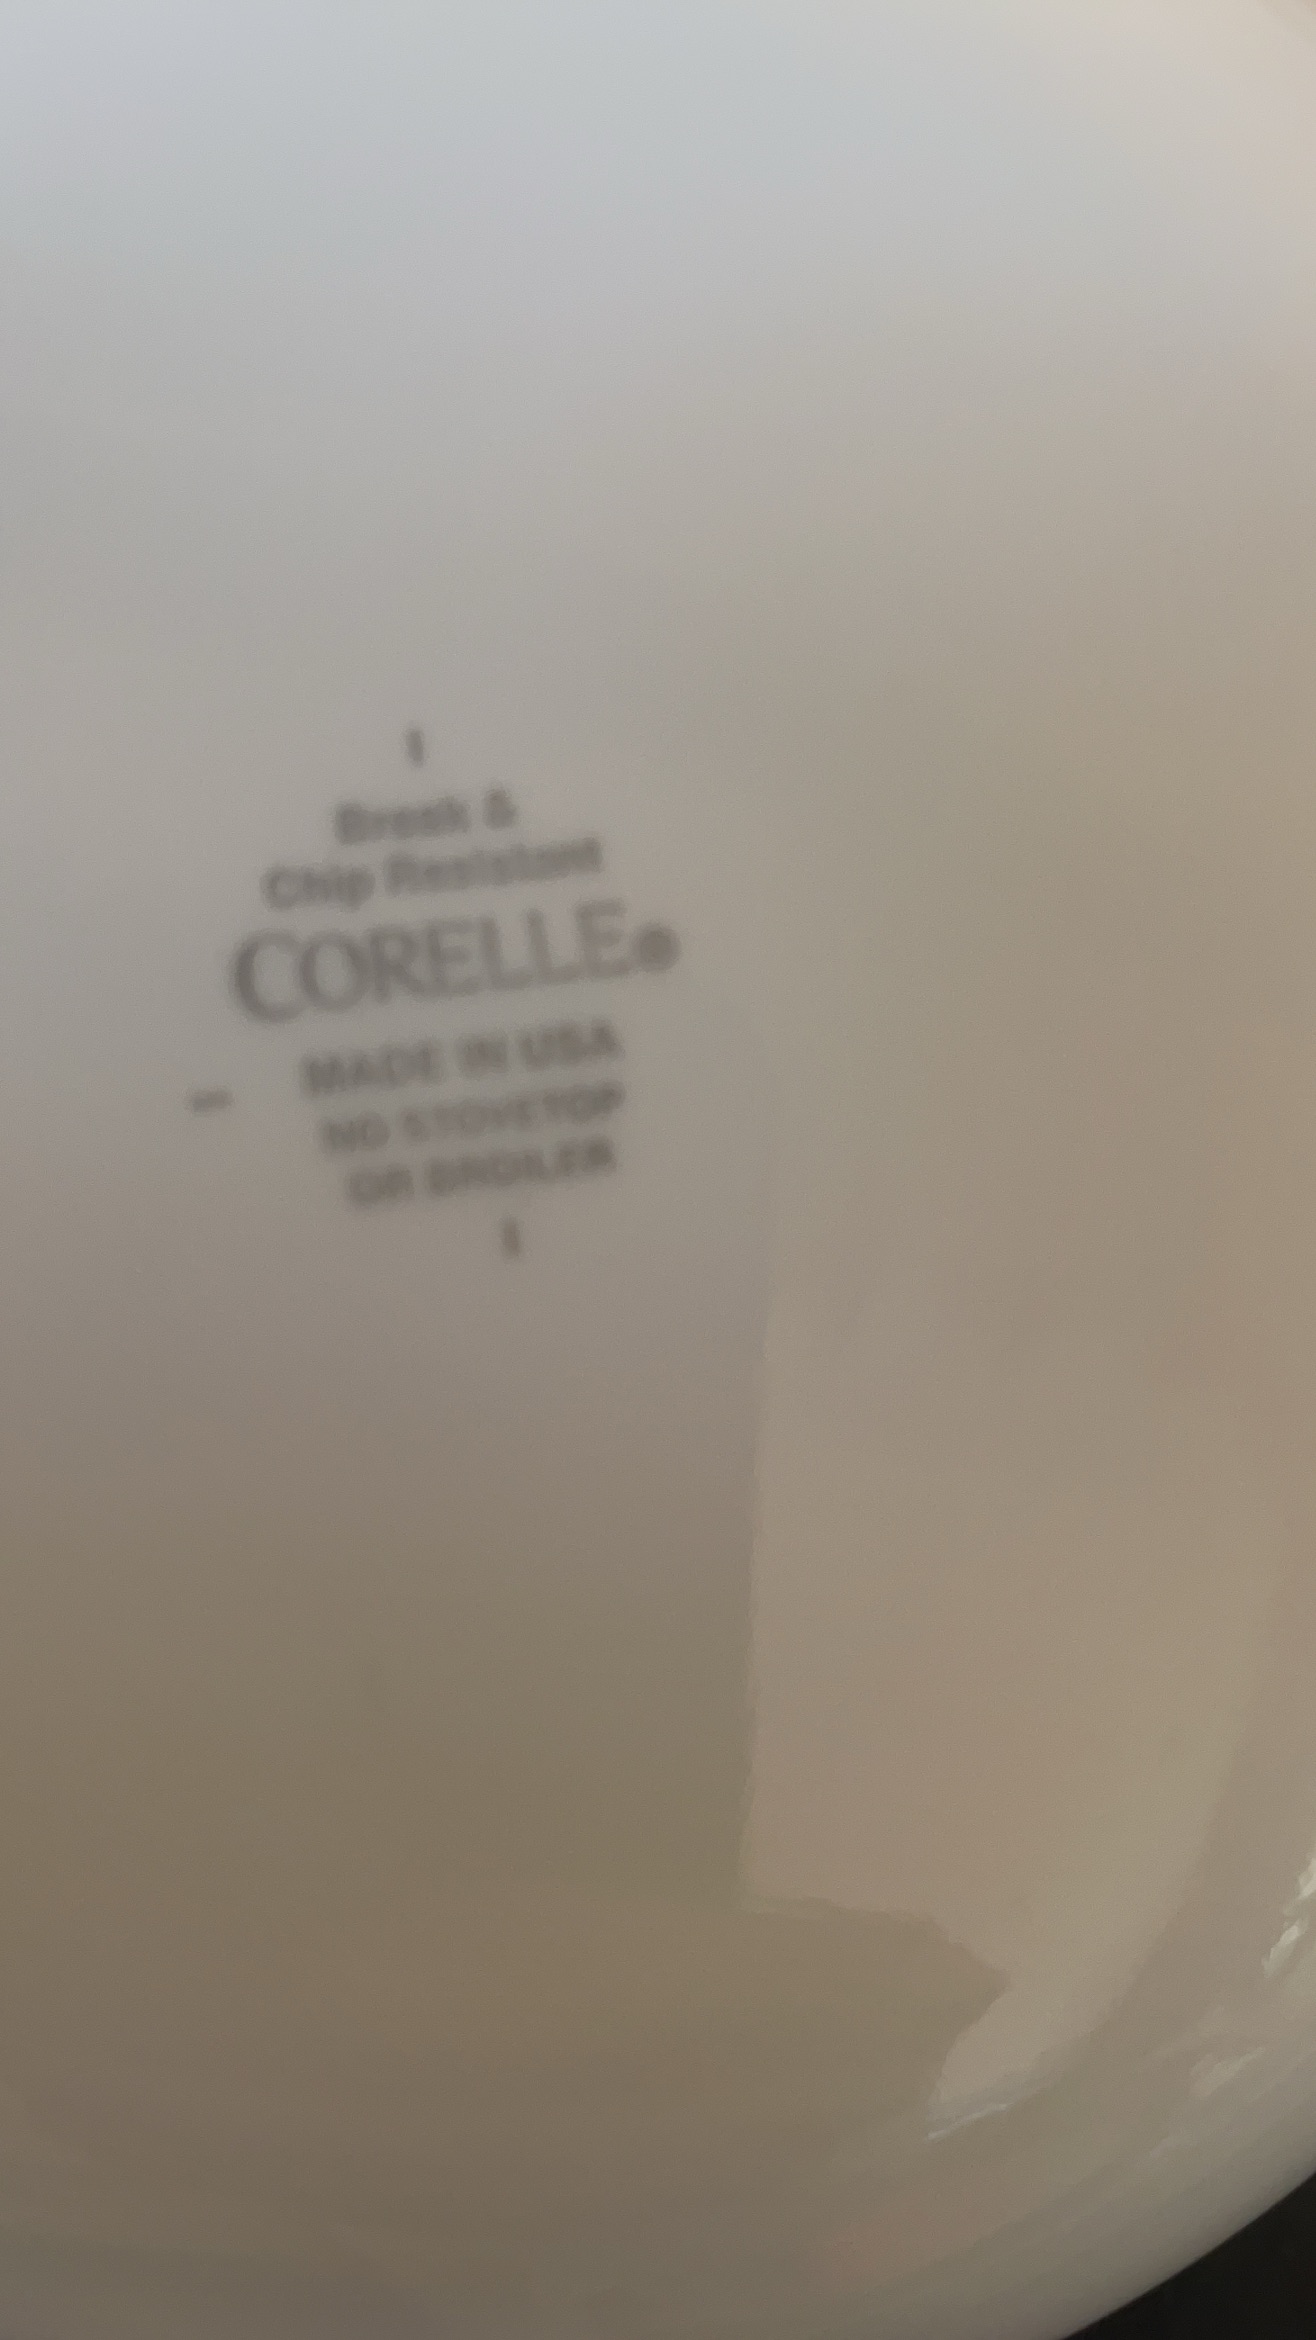 Break &
Chip Resistant
CORELLE®
MADE IN USA
NO STOVETOP
OR BROILER